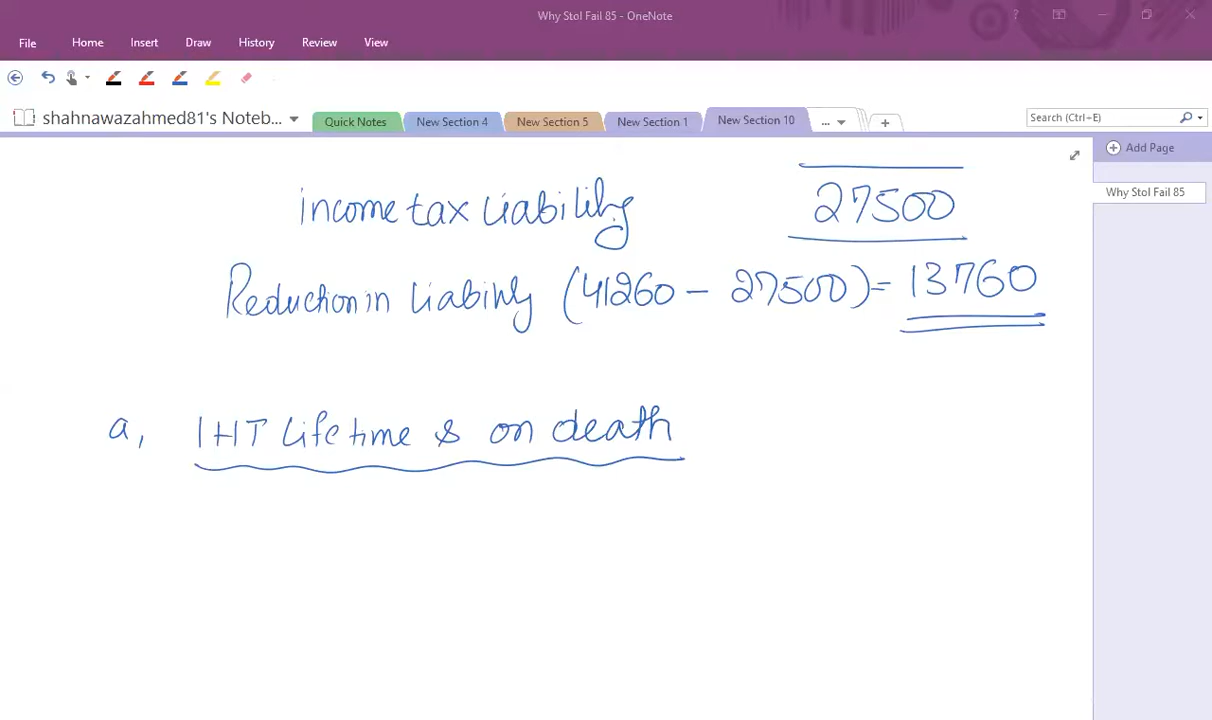 Why Stol Fail 85 - OneNote
File Home Insert Draw History Review View
shahnawazahmed81's Noteb... Quick Notes New Section 4 New Section 5 New Section 1 New Section 10 ... + Search (Ctrl+E)
Add Page
Why Stol Fail 85
income tax liability 27500
Reduction in liability (41260 - 27500) = 13760
a, IHT Lifetime & on death